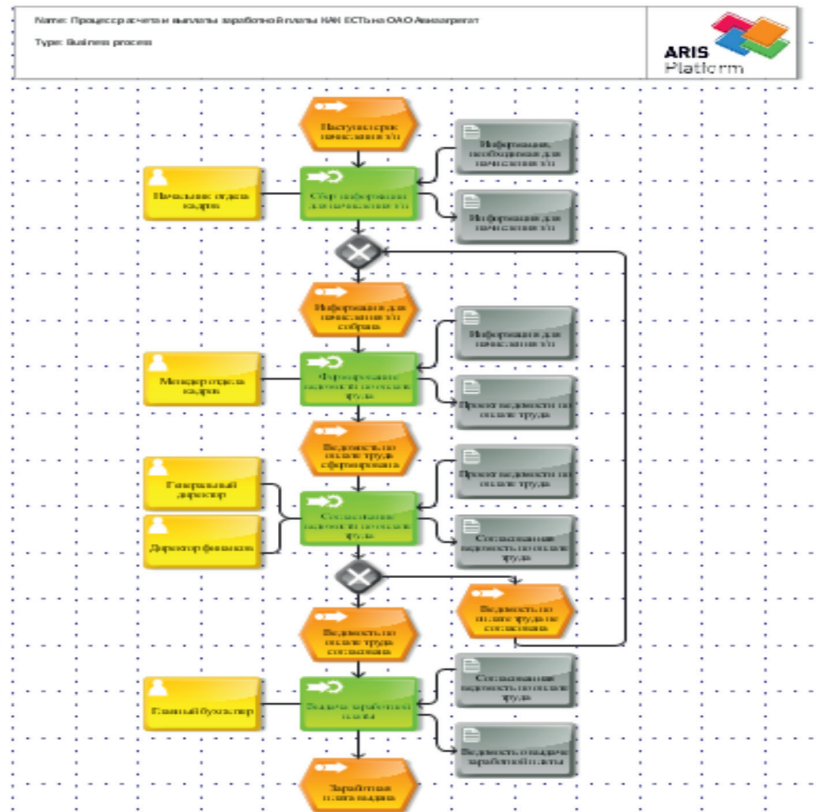 Name: Процесс расчета и выплаты заработной платы КАК ЕСТЬ на ОАО Авиаагрегат
Type: Business process
ARIS
Platform
Наступил срок
начисления з/п
Информация,
необходимая для
начисления з/п
Начальник отдела
кадров
Сбор информации
для начисления з/п
Информация для
начисления з/п
Информация для
начисления з/п
собрана
Информация для
начисления з/п
Менеджер отдела
кадров
Формирование
ведомости по оплате
труда
Проект ведомости по
оплате труда
Ведомость по
оплате труда
сформирована
Проект ведомости по
оплате труда
Генеральный
директор
Согласование
ведомости по оплате
труда
Директор финансов
Согласованная
ведомость по оплате
труда
Ведомость по
оплате труда не
согласована
Ведомость по
оплате труда
согласована
Согласованная
ведомость по оплате
труда
Главный бухгалтер
Выдача заработной
платы
Ведомость о выдаче
заработной платы
Заработная
плата выдана